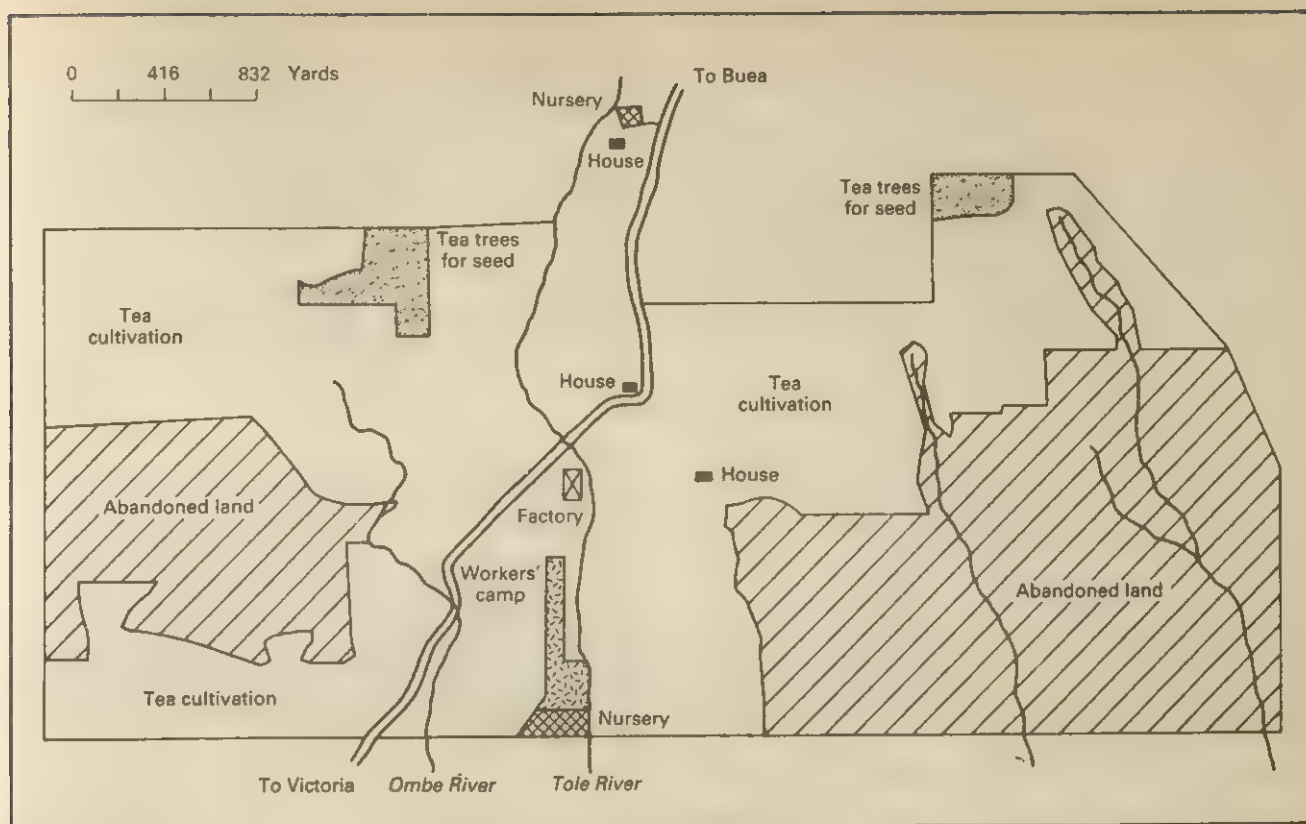 0 416 832 Yards
To Buea
Nursery
House
Tea trees
for seed
Tea trees
for seed
Tea
cultivation
House
Tea
cultivation
House
Abandoned land
Factory
Workers'
camp
Abandoned land
Tea cultivation
Nursery
To Victoria
Ombe River
Tole River